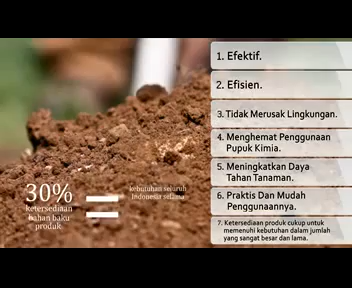 1. Efektif.
2. Efisien.
3. Tidak Merusak Lingkungan.
4. Menghemat Penggunaan
Pupuk Kimia.
5. Meningkatkan Daya
Tahan Tanaman.
6. Praktis Dan Mudah
Penggunaannya.
7. Ketersediaan produk cukup untuk
memenuhi kebutuhan dalam jumlah
yang sangat besar dan lama.
30%
ketersediaan
bahan baku
produk
kebutuhan seluruh
Indonesia selama